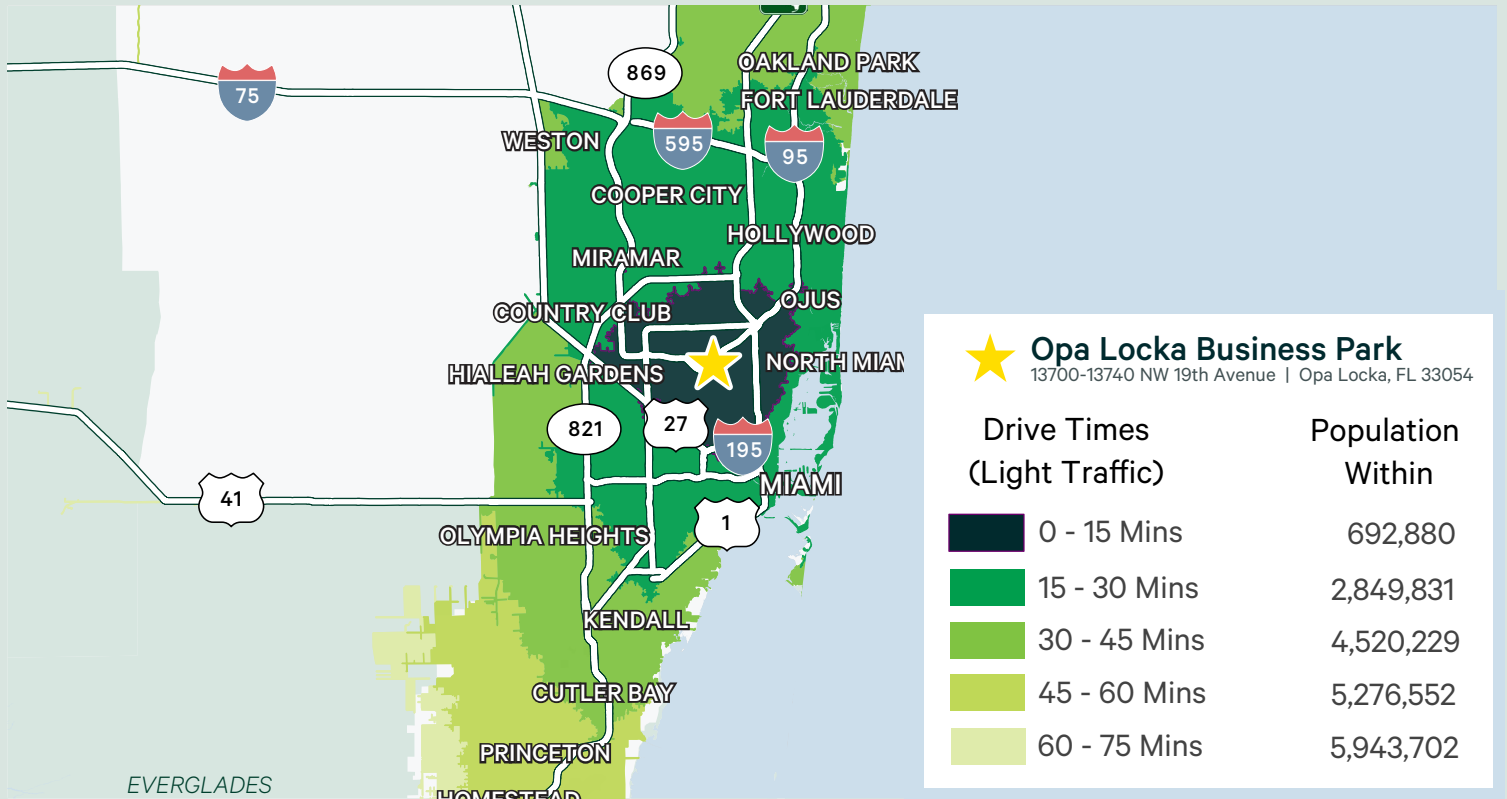 869
OAKLAND PARK
75
FORT LAUDERDALE
WESTON
595
95
COOPER CITY
HOLLYWOOD
MIRAMAR
OJUS
COUNTRY CLUB
NORTH MIAM
HIALEAH GARDENS
821
27
195
MIAMI
41
1
OLYMPIA HEIGHTS
KENDALL
CUTLER BAY
PRINCETON
EVERGLADES
HOMESTEAD
Opa Locka Business Park
13700-13740 NW 19th Avenue | Opa Locka, FL 33054
Drive Times
(Light Traffic)
Population
Within
0 - 15 Mins 692,880
15 - 30 Mins 2,849,831
30 - 45 Mins 4,520,229
45 - 60 Mins 5,276,552
60 - 75 Mins 5,943,702